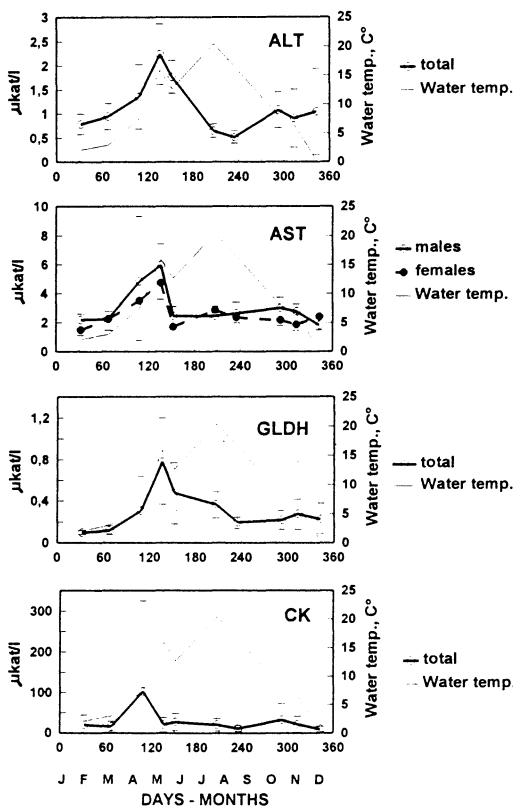 ALT
3
2,5
2
1,5
1
0,5
0
µkat/l
25
20
15
10
5
0
Water temp., C°
0 60 120 180 240 300 360
total
Water temp.
AST
10
8
6
4
2
0
µkat/l
25
20
15
10
5
0
Water temp., C°
0 60 120 180 240 300 360
males
females
Water temp.
GLDH
1,2
0,8
0,4
0
µkat/l
25
20
15
10
5
0
Water temp., C°
0 60 120 180 240 300 360
total
Water temp.
CK
300
200
100
0
µkat/l
25
20
15
10
5
0
Water temp., C°
0 60 120 180 240 300 360
total
Water temp.
J F M A M J J A S O N D
DAYS - MONTHS